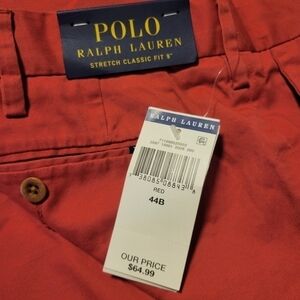 POLO
RALPH LAUREN
STRETCH CLASSIC FIT 9"
RALPH LAUREN
RED
44B
OUR PRICE
$64.99